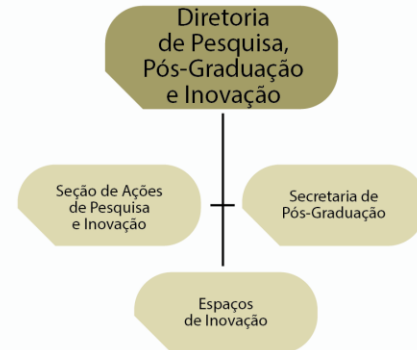 Diretoria
de Pesquisa,
Pós-Graduação
e Inovação
Seção de Ações
de Pesquisa
e Inovação
Secretaria de
Pós-Graduação
Espaços
de Inovação